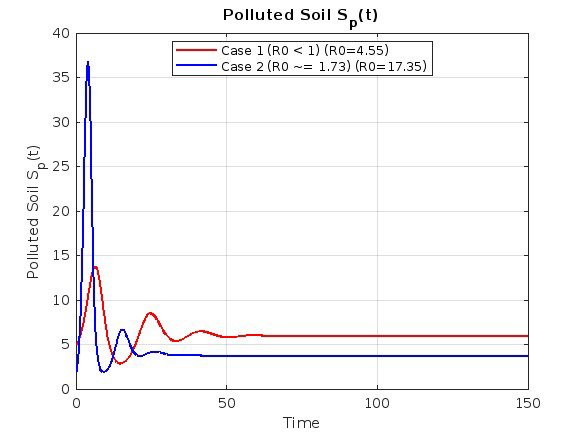 Polluted Soil Sp(t)
Case 1 (R0 < 1) (R0=4.55)
Case 2 (R0 ~= 1.73) (R0=17.35)
40
35
30
25
20
15
10
5
0
Polluted Soil Sp(t)
0 50 100 150
Time